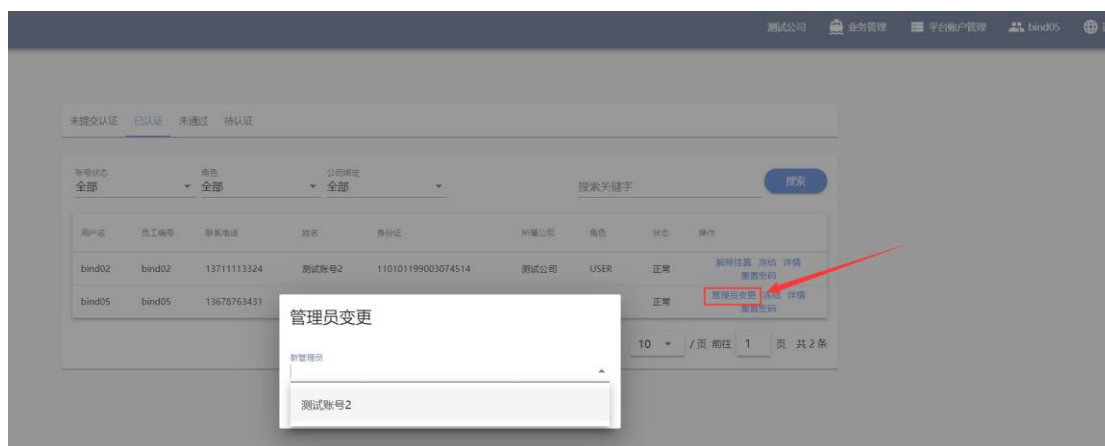 测试公司 业务管理 平台账户管理 bind05
未提交认证 已认证 未通过 待认证
账号状态 角色 公司绑定
全部 全部 全部 搜索关键字 搜索
用户名 员工编号 联系电话 姓名 身份证 所属公司 角色 状态 操作
bind02 bind02 13711113324 测试账号2 110101199003074514 测试公司 USER 正常 解除挂靠 冻结 详情
重置密码
bind05 bind05 13678763431 正常 管理员变更 冻结 详情
重置密码
10 /页 前往 1 页 共2条
管理员变更
新管理员
测试账号2